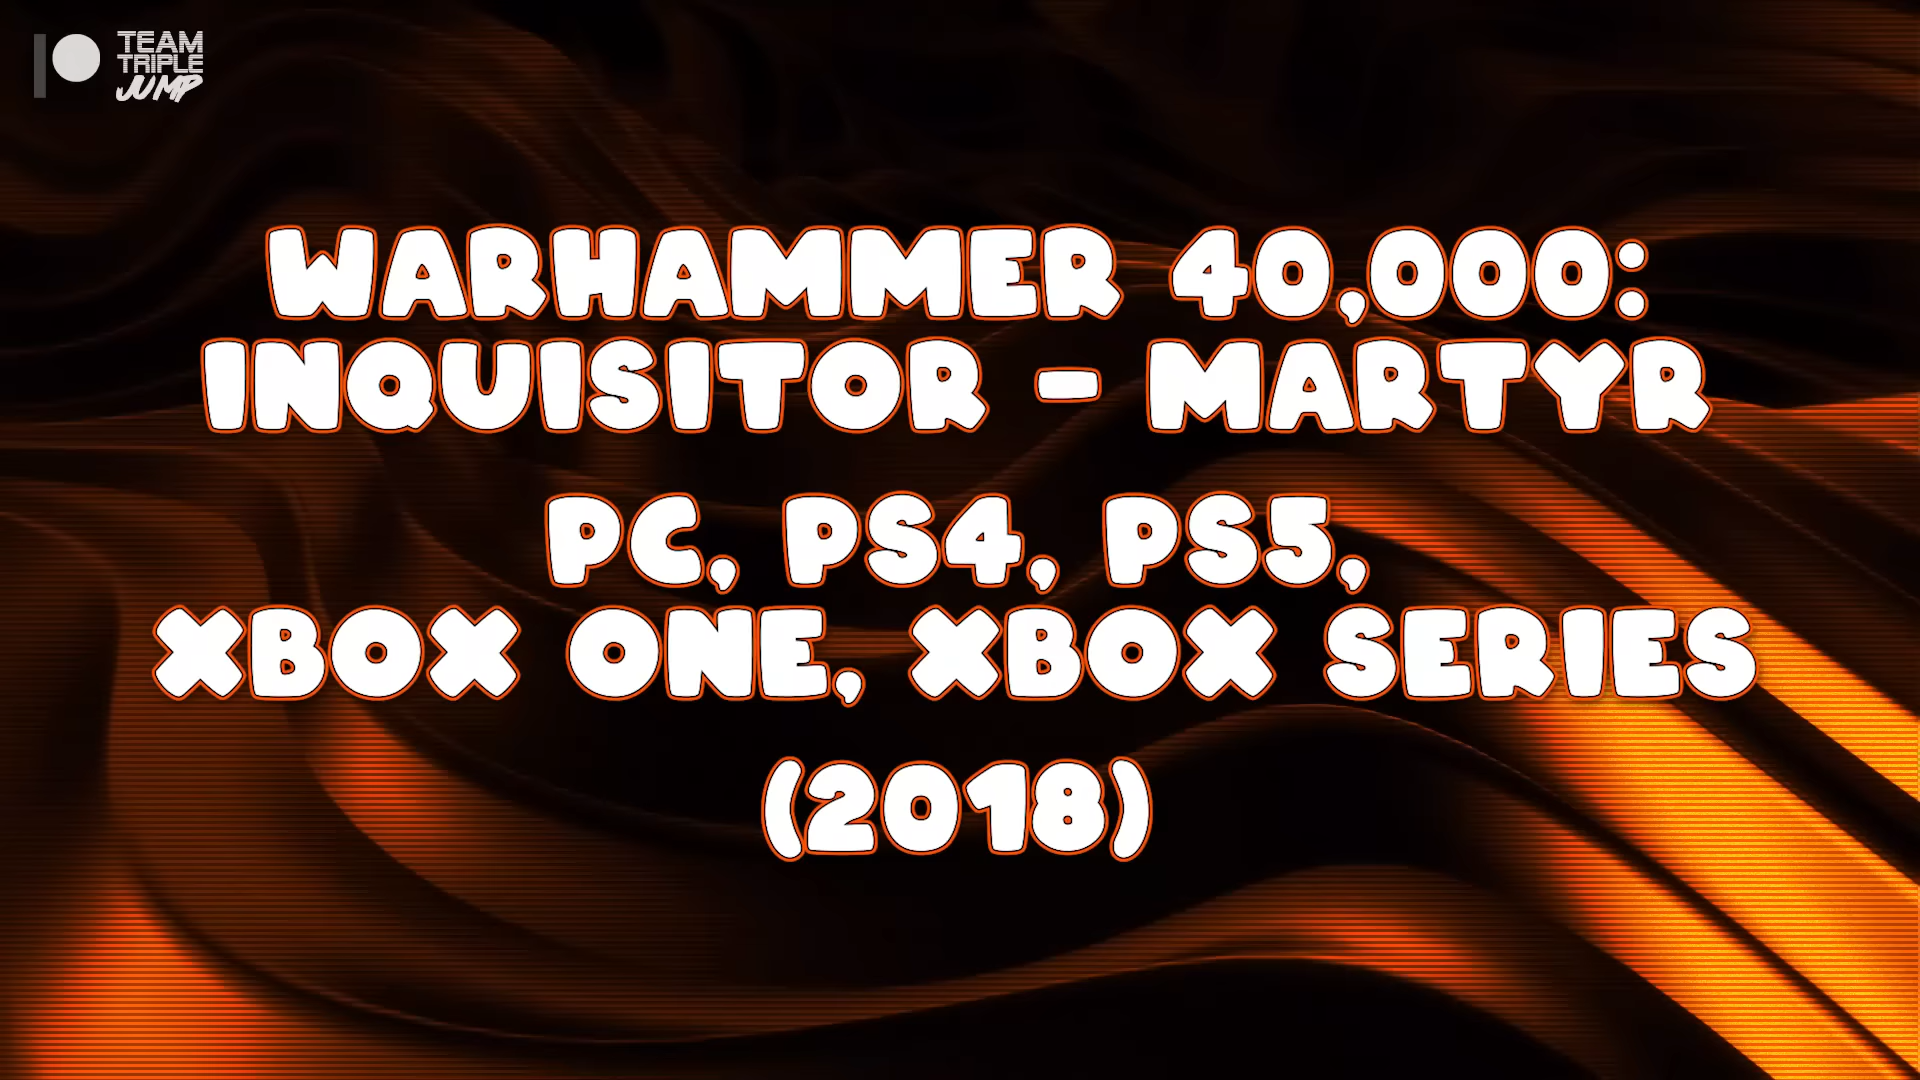 TEAM
TRIPLE
JUMP
WARHAMMER 40,000:
INQUISITOR - MARTYR
PC, PS4, PS5,
XBOX ONE, XBOX SERIES
(2018)